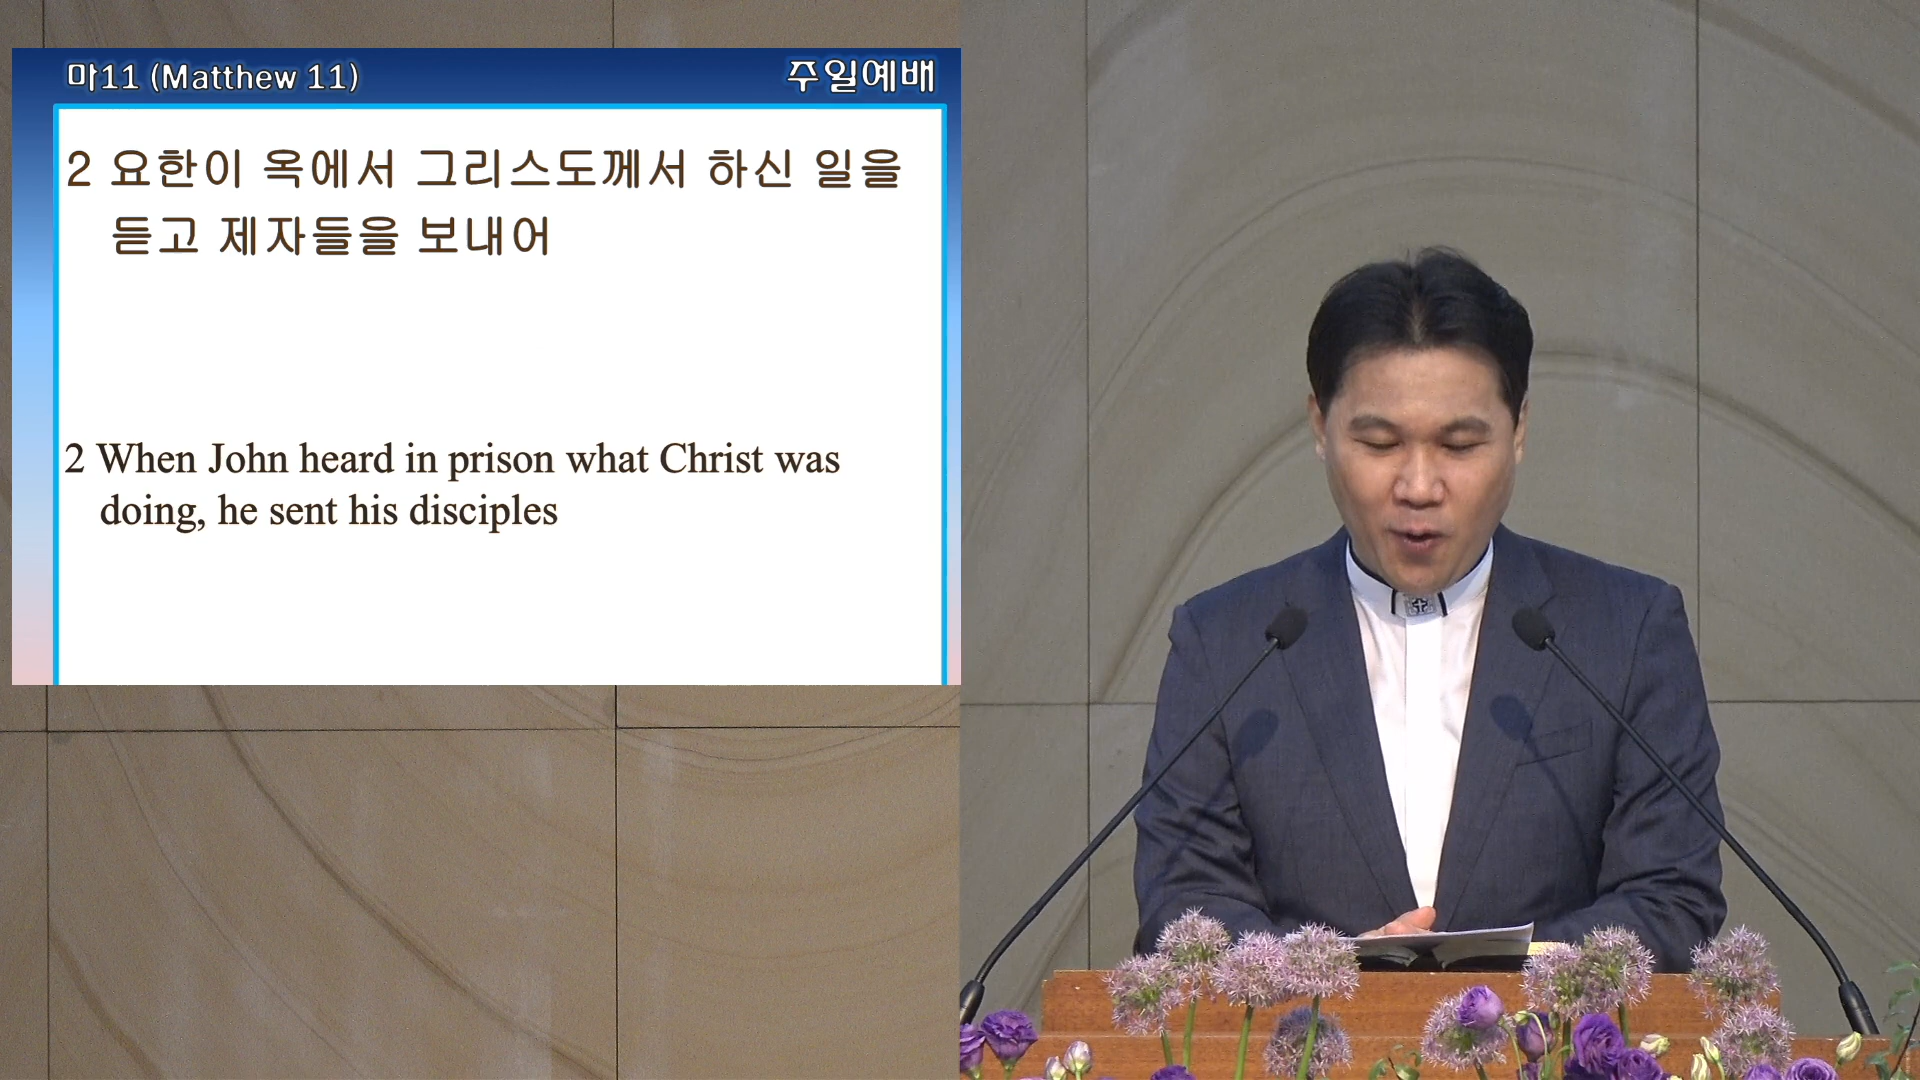 마11 (Matthew 11)
주일예배
2 요한이 옥에서 그리스도께서 하신 일을
듣고 제자들을 보내어
2 When John heard in prison what Christ was
doing, he sent his disciples